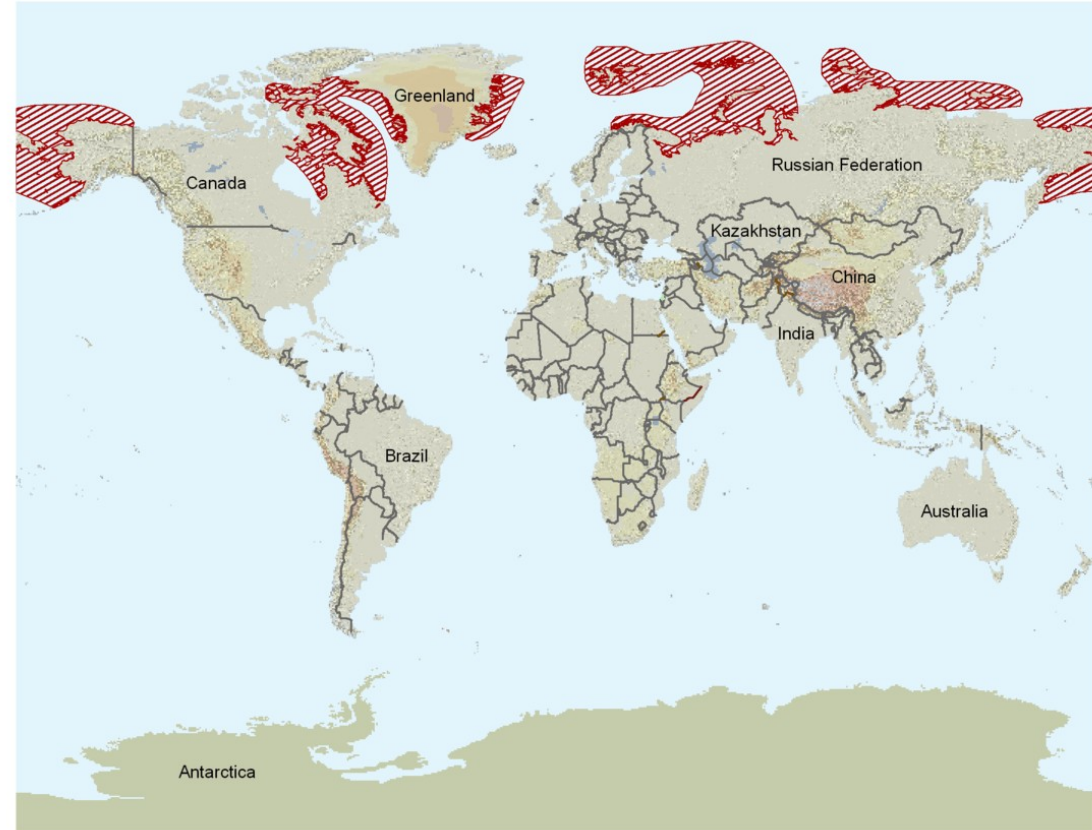 Greenland
Russian Federation
Canada
Kazakhstan
China
India
Brazil
Australia
Antarctica